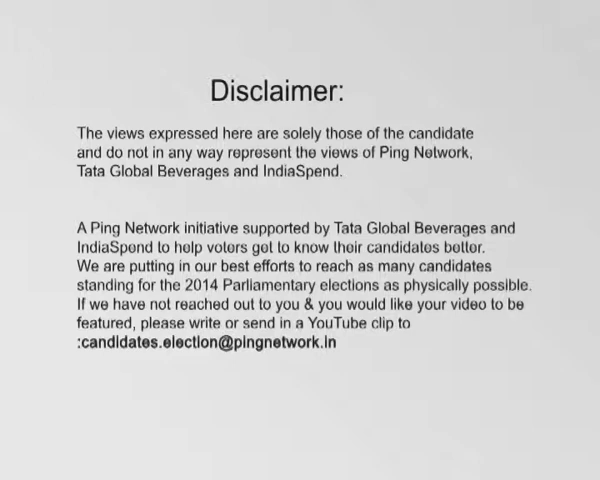 Disclaimer:
The views expressed here are solely those of the candidate
and do not in any way represent the views of Ping Network,
Tata Global Beverages and IndiaSpend.
A Ping Network initiative supported by Tata Global Beverages and
IndiaSpend to help voters get to know their candidates better.
We are putting in our best efforts to reach as many candidates
standing for the 2014 Parliamentary elections as physically possible.
If we have not reached out to you & you would like your video to be
featured, please write or send in a YouTube clip to
:candidates.election@pingnetwork.in